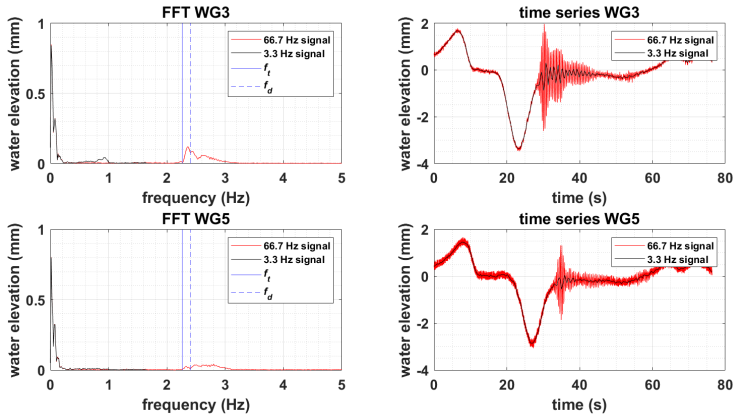 FFT WG3
water elevation (mm)
1
0.5
0
66.7 Hz signal
3.3 Hz signal
f_t
f_d
0 1 2 3 4 5
frequency (Hz)
time series WG3
water elevation (mm)
2
0
-2
-4
66.7 Hz signal
3.3 Hz signal
0 20 40 60 80
time (s)
FFT WG5
water elevation (mm)
1
0.5
0
66.7 Hz signal
3.3 Hz signal
f_t
f_d
0 1 2 3 4 5
frequency (Hz)
time series WG5
water elevation (mm)
2
0
-2
-4
66.7 Hz signal
3.3 Hz signal
0 20 40 60 80
time (s)